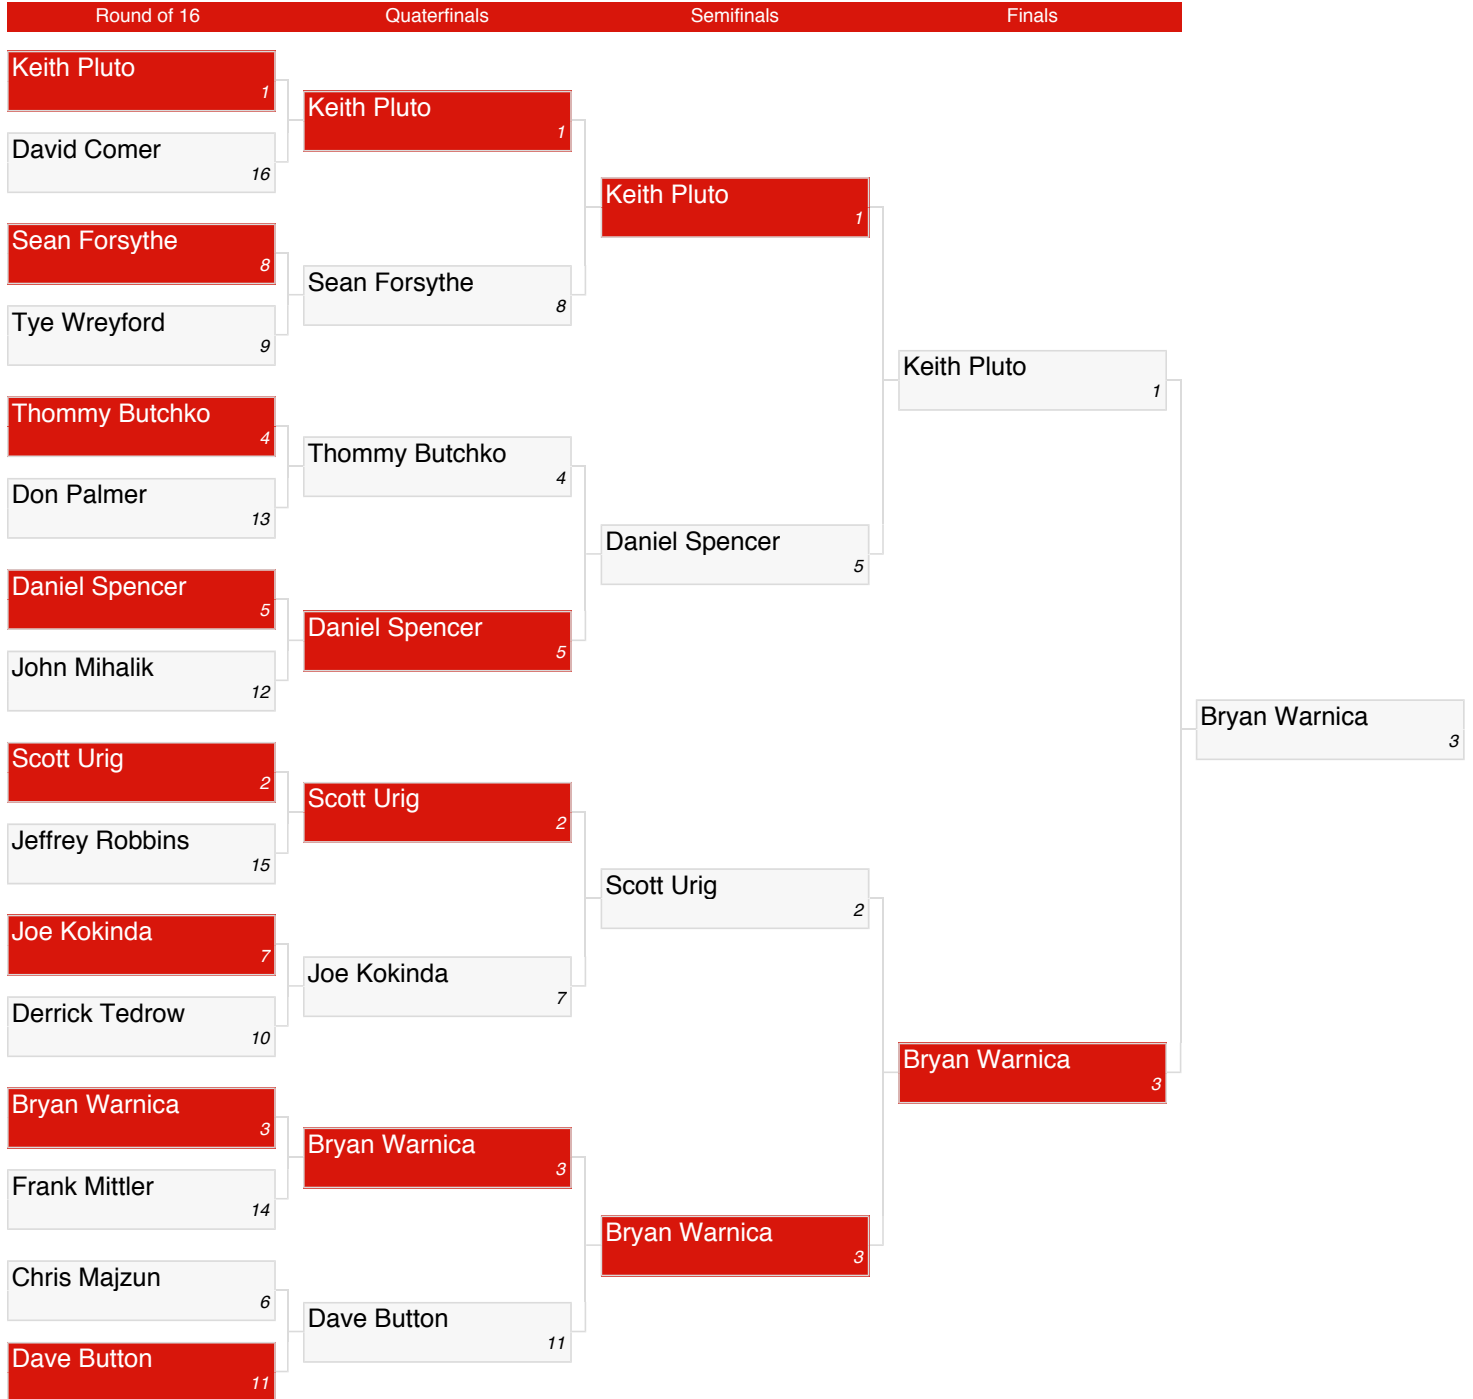 Round of 16 Quaterfinals Semifinals Finals
Keith Pluto
1
David Comer
16
Sean Forsythe
8
Tye Wreyford
9
Thommy Butchko
4
Don Palmer
13
Daniel Spencer
5
John Mihalik
12
Scott Urig
2
Jeffrey Robbins
15
Joe Kokinda
7
Derrick Tedrow
10
Bryan Warnica
3
Frank Mittler
14
Chris Majzun
6
Dave Button
11
Keith Pluto
1
Sean Forsythe
8
Thommy Butchko
4
Daniel Spencer
5
Scott Urig
2
Joe Kokinda
7
Bryan Warnica
3
Dave Button
11
Keith Pluto
1
Daniel Spencer
5
Scott Urig
2
Bryan Warnica
3
Keith Pluto
1
Bryan Warnica
3
Bryan Warnica
3